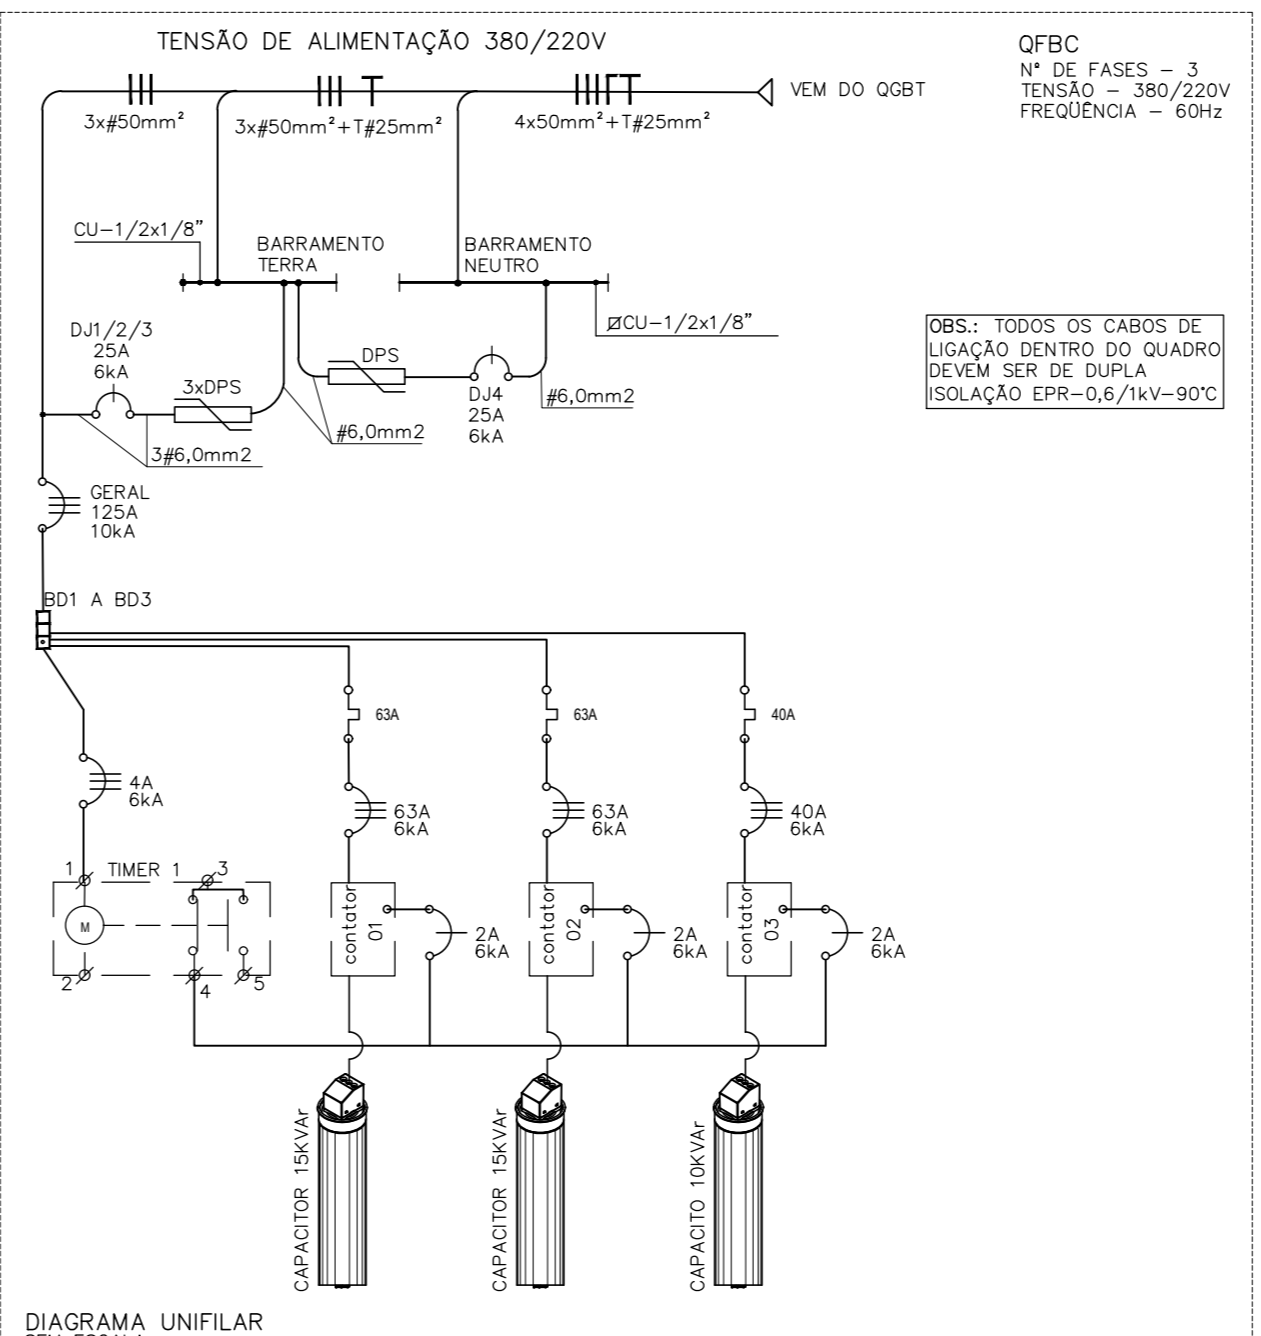 TENSÃO DE ALIMENTAÇÃO 380/220V
QFBC
N° DE FASES – 3
TENSÃO – 380/220V
FREQÜÊNCIA – 60Hz
VEM DO QGBT
3x#50mm²
3x#50mm²+T#25mm²
4x50mm²+T#25mm²
CU-1/2x1/8"
BARRAMENTO
TERRA
BARRAMENTO
NEUTRO
ØCU-1/2x1/8"
OBS.: TODOS OS CABOS DE
LIGAÇÃO DENTRO DO QUADRO
DEVEM SER DE DUPLA
ISOLAÇÃO EPR-0,6/1kV-90°C
DJ1/2/3
25A
6kA
3xDPS
DPS
DJ4
25A
6kA
#6,0mm2
#6,0mm2
3#6,0mm2
GERAL
125A
10kA
BD1 A BD3
63A
63A
40A
4A
6kA
63A
6kA
63A
6kA
40A
6kA
1
TIMER 1
3
M
2
4
5
contator
01
2A
6kA
contator
02
2A
6kA
contator
03
2A
6kA
CAPACITOR 15KVAr
CAPACITOR 15KVAr
CAPACITO 10KVAr
DIAGRAMA UNIFILAR